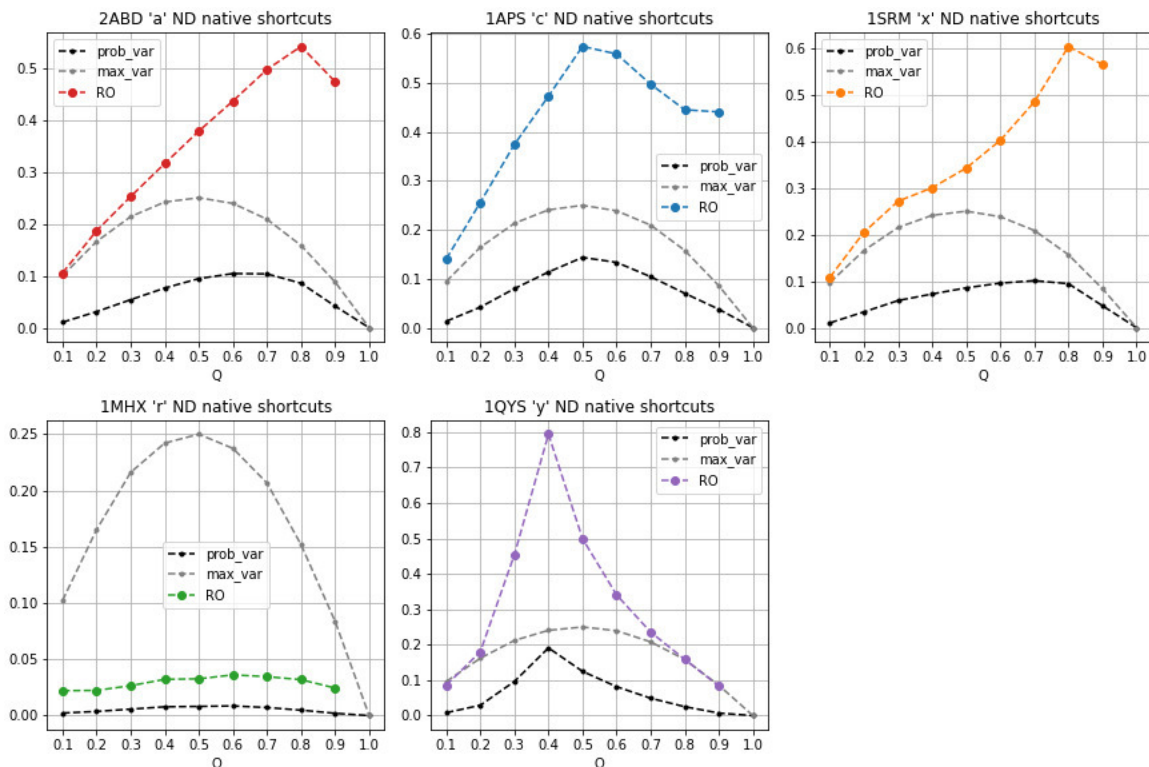 2ABD 'a' ND native shortcuts
prob_var
max_var
RO
0.5
0.4
0.3
0.2
0.1
0.0
0.1 0.2 0.3 0.4 0.5 0.6 0.7 0.8 0.9 1.0
Q
1APS 'c' ND native shortcuts
0.6
0.5
0.4
0.3
0.2
0.1
0.0
prob_var
max_var
RO
0.1 0.2 0.3 0.4 0.5 0.6 0.7 0.8 0.9 1.0
Q
1SRM 'x' ND native shortcuts
prob_var
max_var
RO
0.6
0.5
0.4
0.3
0.2
0.1
0.0
0.1 0.2 0.3 0.4 0.5 0.6 0.7 0.8 0.9 1.0
Q
1MHX 'r' ND native shortcuts
0.25
0.20
0.15
0.10
0.05
0.00
prob_var
max_var
RO
0.1 0.2 0.3 0.4 0.5 0.6 0.7 0.8 0.9 1.0
Q
1QYS 'y' ND native shortcuts
0.8
0.7
0.6
0.5
0.4
0.3
0.2
0.1
0.0
prob_var
max_var
RO
0.1 0.2 0.3 0.4 0.5 0.6 0.7 0.8 0.9 1.0
Q